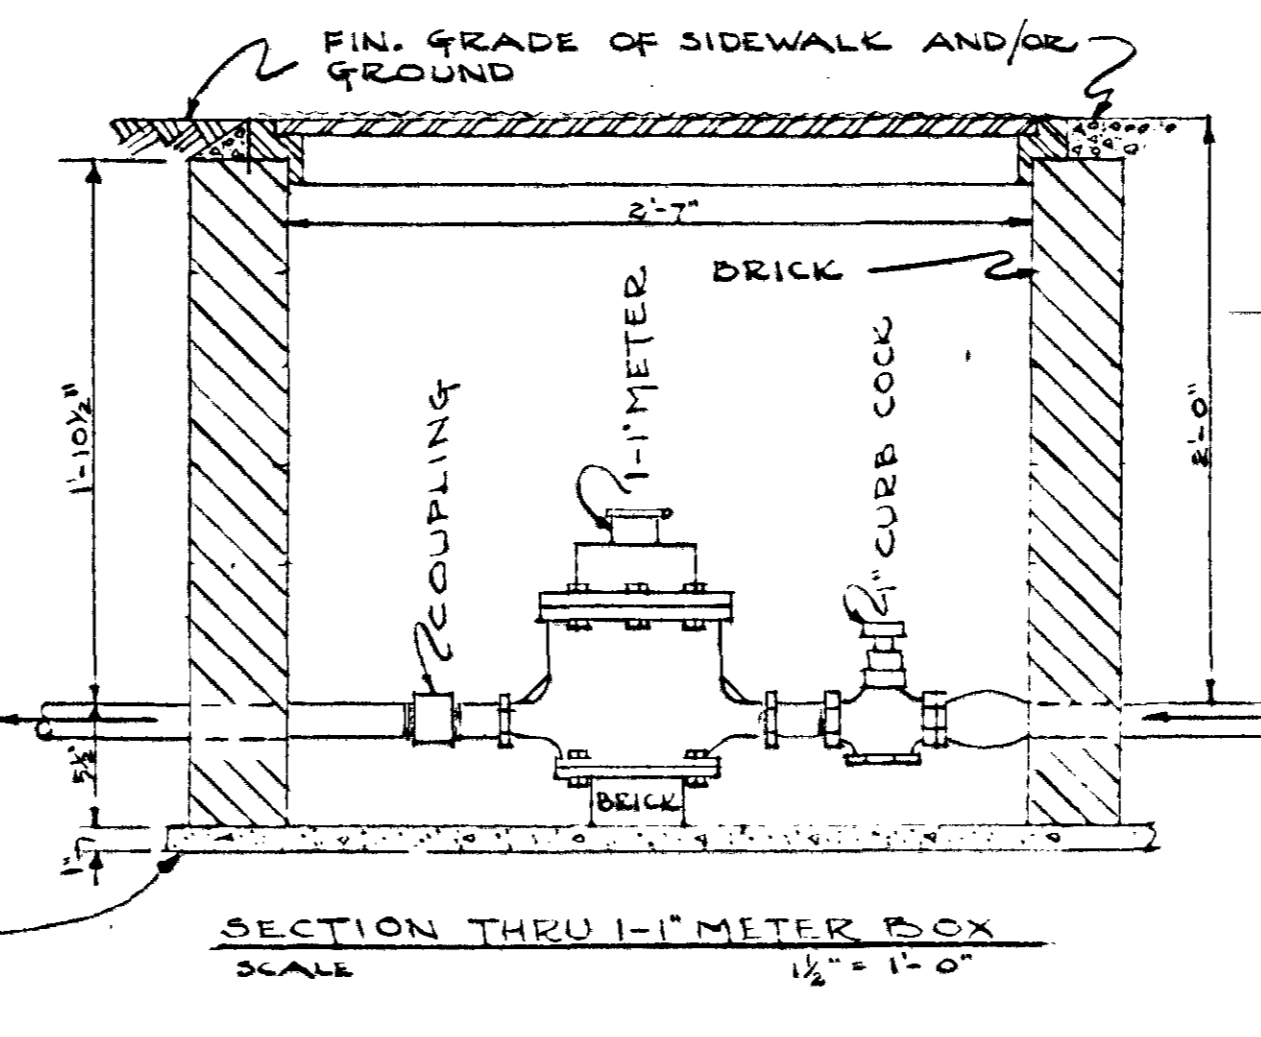 FIN. GRADE OF SIDEWALK AND/OR
GROUND
2'-7"
BRICK
1-1" METER
1" CURB COCK
COUPLING
1'-10½"
2'-0"
5½"
BRICK
1"
SECTION THRU 1-1" METER BOX
SCALE 1½" = 1'-0"